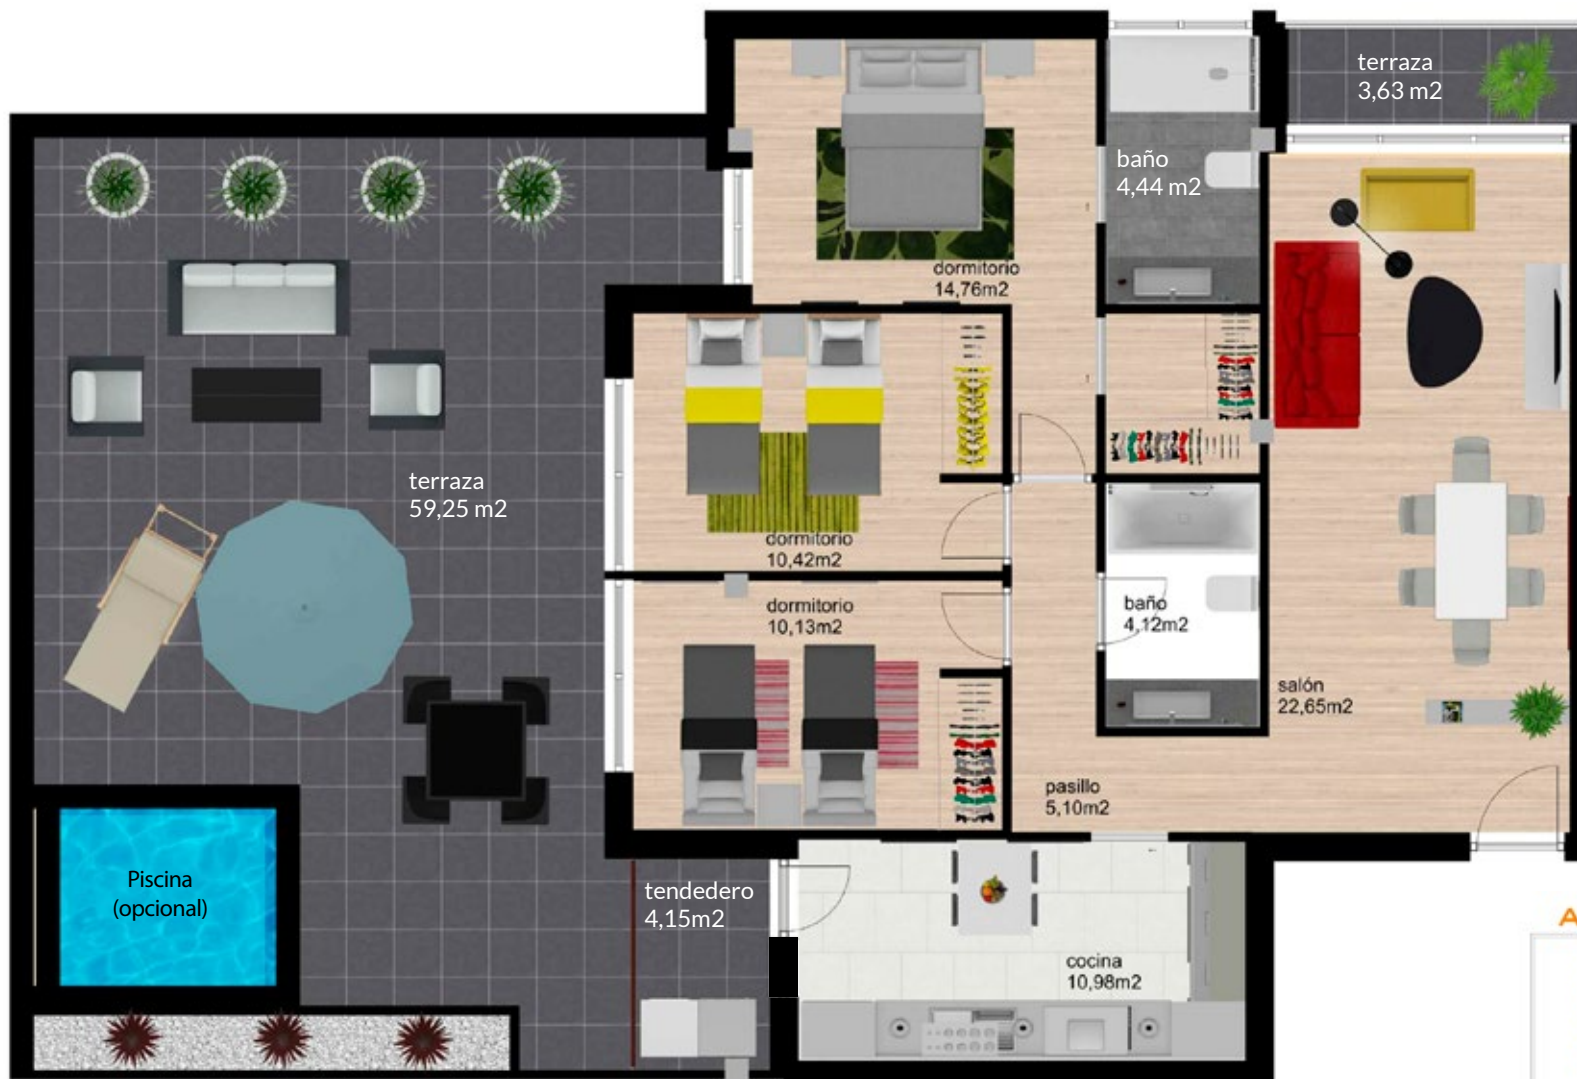 terraza
3,63 m2
baño
4,44 m2
dormitorio
14,76m2
terraza
59,25 m2
dormitorio
10,42m2
dormitorio
10,13m2
baño
4,12m2
salón
22,65m2
pasillo
5,10m2
Piscina
(opcional)
tendedero
4,15m2
cocina
10,98m2
A